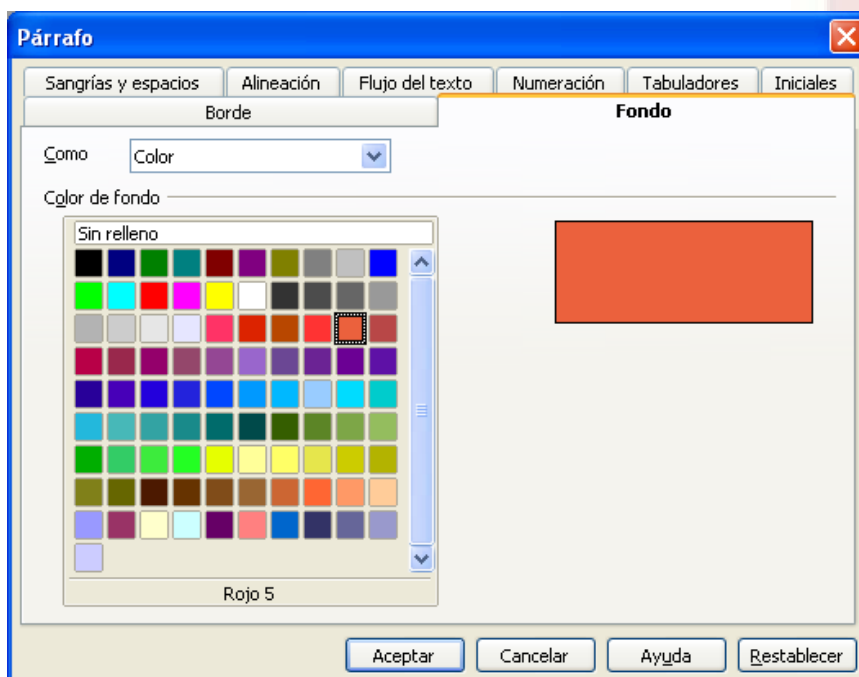 Párrafo
Sangrías y espacios Alineación Flujo del texto Numeración Tabuladores Iniciales
Borde Fondo
Como Color
Color de fondo
Sin relleno
Rojo 5
Aceptar Cancelar Ayuda Restablecer